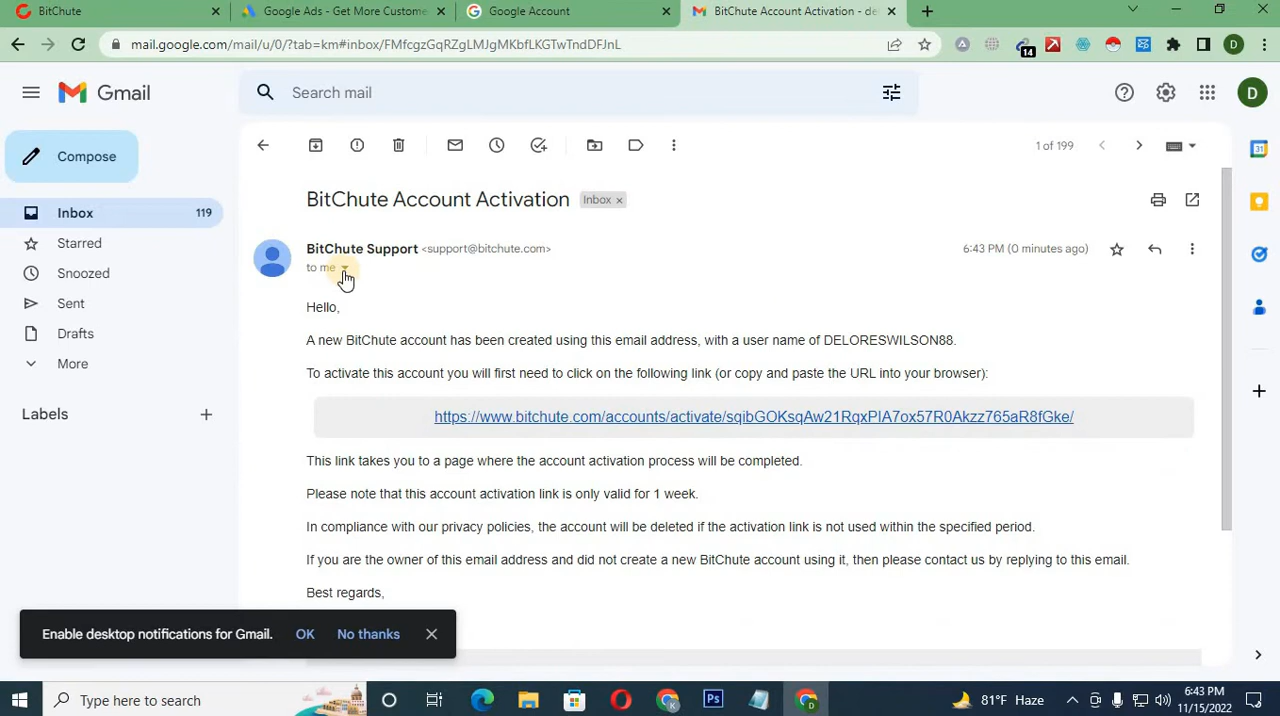 BitChute
Google Ads - Get More Custome
Google Account
BitChute Account Activation - de
mail.google.com/mail/u/0/?tab=km#inbox/FMfcgzGqRZgLMJgMKbfLKGTwTndDFJnL
14
D
Gmail
Search mail
D
Compose
1 of 199
BitChute Account Activation
Inbox ×
Inbox
119
31
BitChute Support <support@bitchute.com>
6:43 PM (0 minutes ago)
Starred
to me
Snoozed
Hello,
Sent
Drafts
A new BitChute account has been created using this email address, with a user name of DELORESWILSON88.
More
To activate this account you will first need to click on the following link (or copy and paste the URL into your browser):
Labels
https://www.bitchute.com/accounts/activate/sqibGOKsqAw21RqxPIA7ox57R0Akzz765aR8fGke/
This link takes you to a page where the account activation process will be completed.
Please note that this account activation link is only valid for 1 week.
In compliance with our privacy policies, the account will be deleted if the activation link is not used within the specified period.
If you are the owner of this email address and did not create a new BitChute account using it, then please contact us by replying to this email.
Best regards,
Enable desktop notifications for Gmail. OK No thanks
Type here to search
Ps
K
D
81°F Haze
6:43 PM
11/15/2022